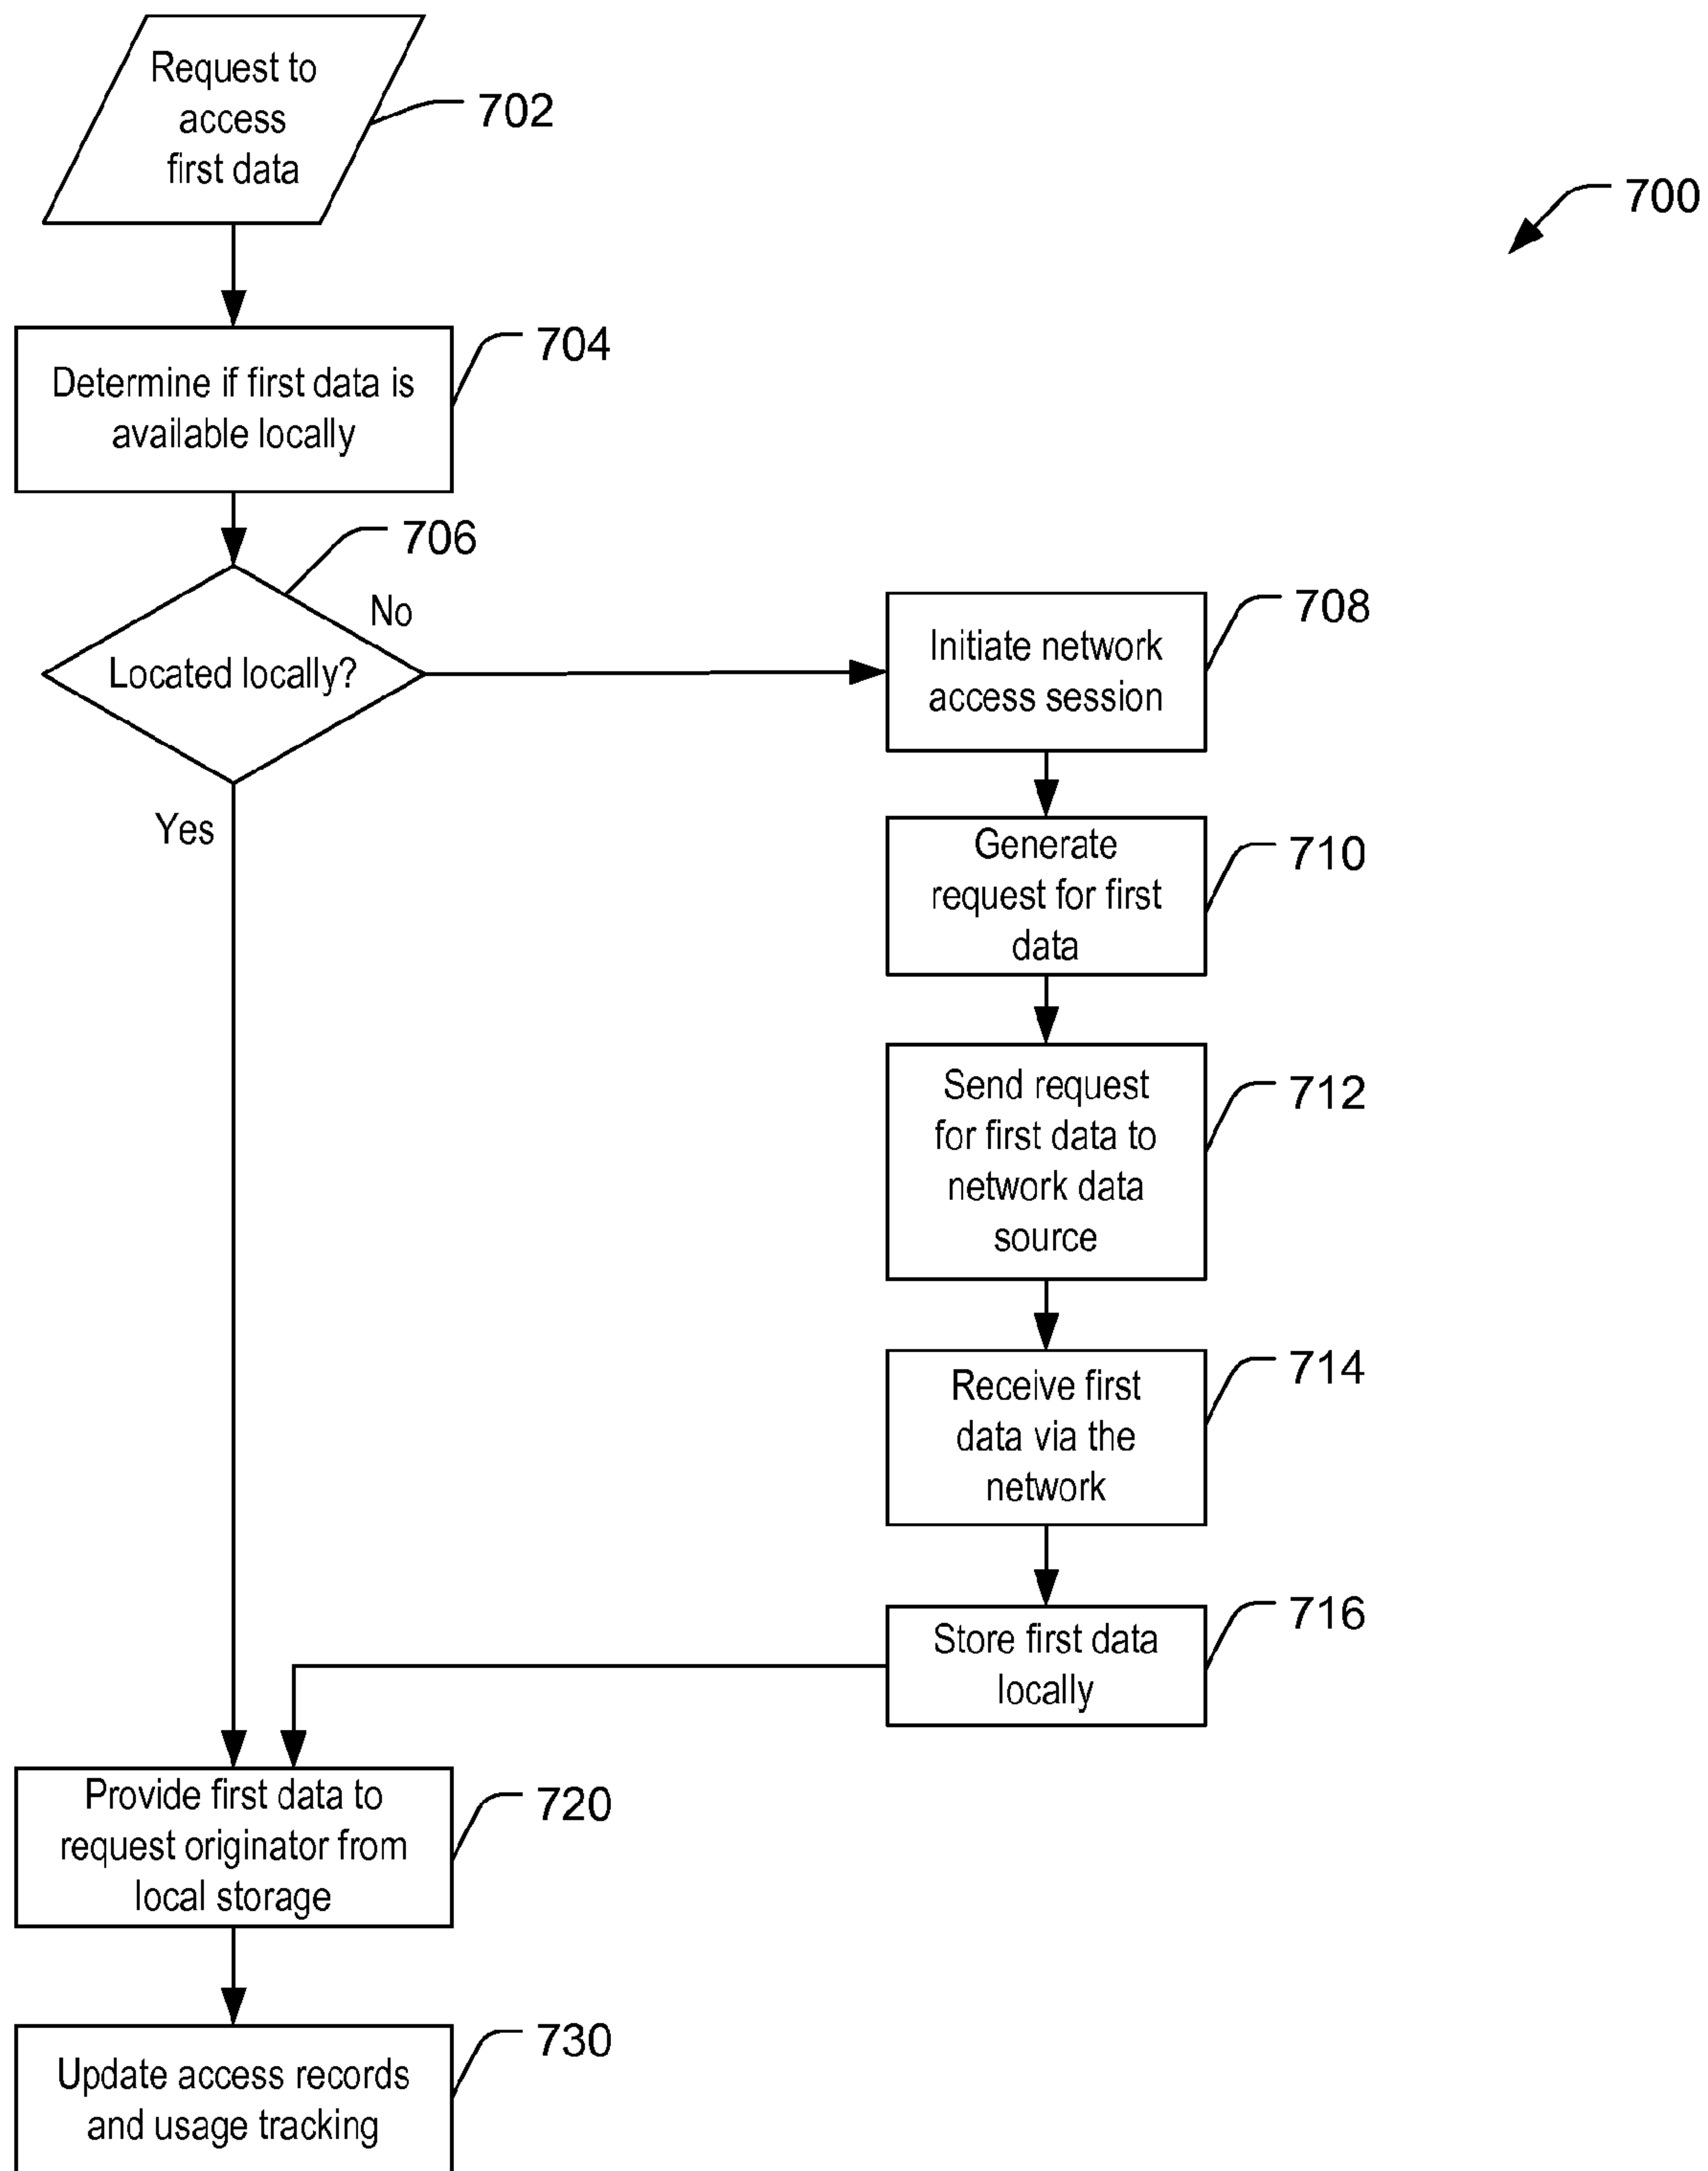 Request to
access
first data
702
700
Determine if first data is
available locally
704
706
No
Located locally?
Yes
Initiate network
access session
708
Generate
request for first
data
710
Send request
for first data to
network data
source
712
Receive first
data via the
network
714
Store first data
locally
716
Provide first data to
request originator from
local storage
720
Update access records
and usage tracking
730